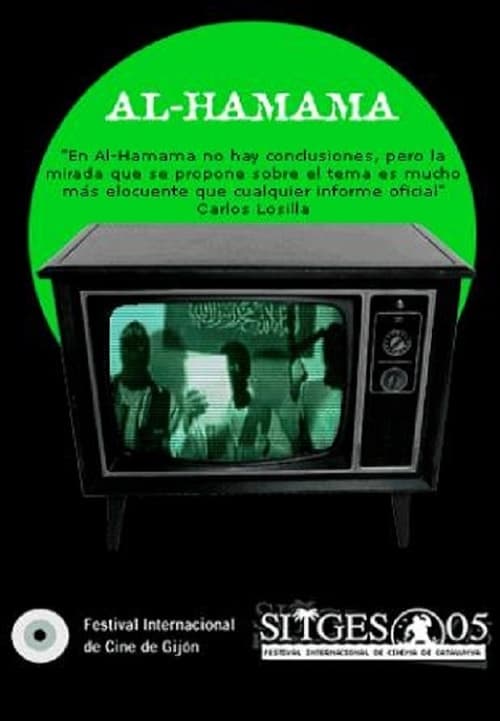 AL-HAMAMA
"En Al-Hamama no hay conclusiones, pero la
mirada que se propone sobre el tema es mucho
más elocuente que cualquier informe oficial"
Carlos Losilla
Festival Internacional
de Cine de Gijón
SITGES 05
FESTIVAL INTERNACIONAL DE CINEMA DE CATALUNYA